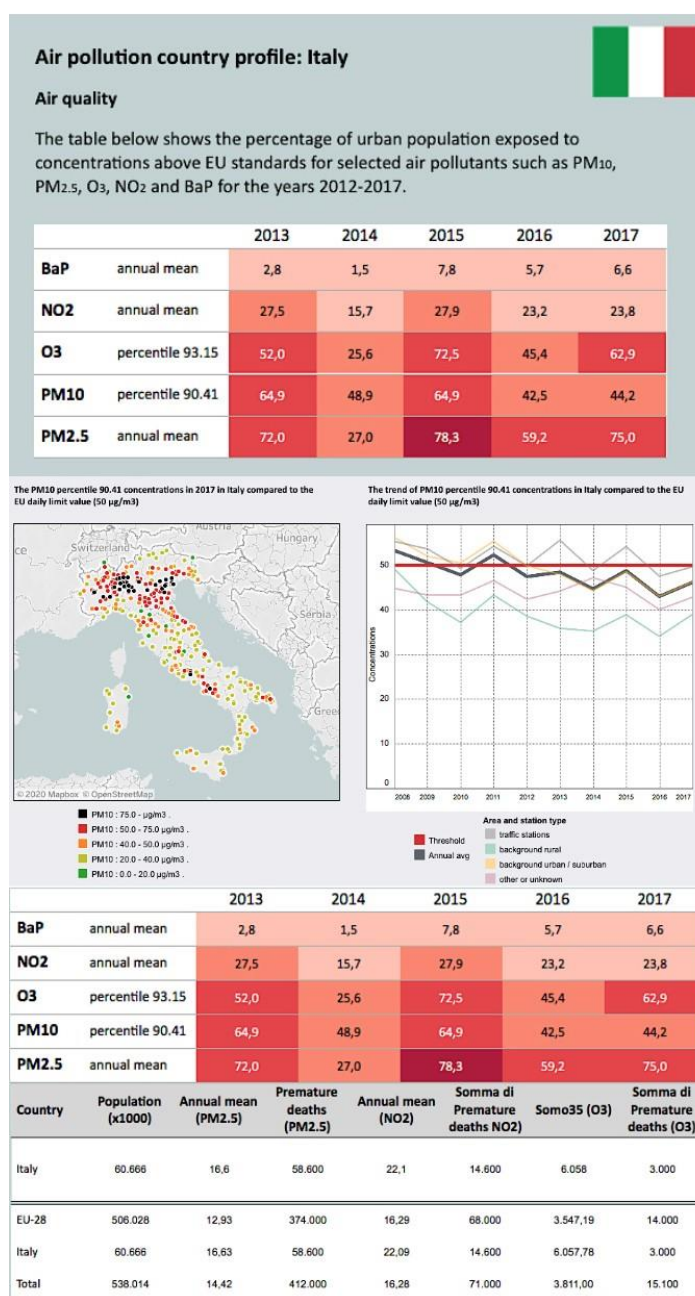 Air pollution country profile: Italy
Air quality
The table below shows the percentage of urban population exposed to
concentrations above EU standards for selected air pollutants such as PM10,
PM2.5, O3, NO2 and BaP for the years 2012-2017.
2013 2014 2015 2016 2017
BaP annual mean 2,8 1,5 7,8 5,7 6,6
NO2 annual mean 27,5 15,7 27,9 23,2 23,8
O3 percentile 93.15 52,0 25,6 72,5 45,4 62,9
PM10 percentile 90.41 64,9 48,9 64,9 42,5 44,2
PM2.5 annual mean 72,0 27,0 78,3 59,2 75,0
The PM10 percentile 90.41 concentrations in 2017 in Italy compared to the
EU daily limit value (50 µg/m3)
Austria
Hungary
Switzerland
ce
Serbia
Greece
© 2020 Mapbox © OpenStreetMap
PM10 : 75.0 - µg/m3 .
PM10 : 50.0 - 75.0 µg/m3 .
PM10 : 40.0 - 50.0 µg/m3 .
PM10 : 20.0 - 40.0 µg/m3 .
PM10 : 0.0 - 20.0 µg/m3 .
The trend of PM10 percentile 90.41 concentrations in Italy compared to the EU
daily limit value (50 µg/m3)
Concentrations
50
40
30
20
10
0
2008 2009 2010 2011 2012 2013 2014 2015 2016 2017
Threshold
Annual avg
Area and station type
traffic stations
background rural
background urban / suburban
other or unknown
2013 2014 2015 2016 2017
BaP annual mean 2,8 1,5 7,8 5,7 6,6
NO2 annual mean 27,5 15,7 27,9 23,2 23,8
O3 percentile 93.15 52,0 25,6 72,5 45,4 62,9
PM10 percentile 90.41 64,9 48,9 64,9 42,5 44,2
PM2.5 annual mean 72,0 27,0 78,3 59,2 75,0
Country Population (x1000) Annual mean (PM2.5) Premature deaths (PM2.5) Annual mean (NO2) Somma di Premature deaths NO2) Somo35 (O3) Somma di Premature deaths (O3)
Italy 60.666 16,6 58.600 22,1 14.600 6.058 3.000
EU-28 506.028 12,93 374.000 16,29 68.000 3.547,19 14.000
Italy 60.666 16,63 58.600 22,09 14.600 6.057,78 3.000
Total 538.014 14,42 412.000 16,28 71.000 3.811,00 15.100